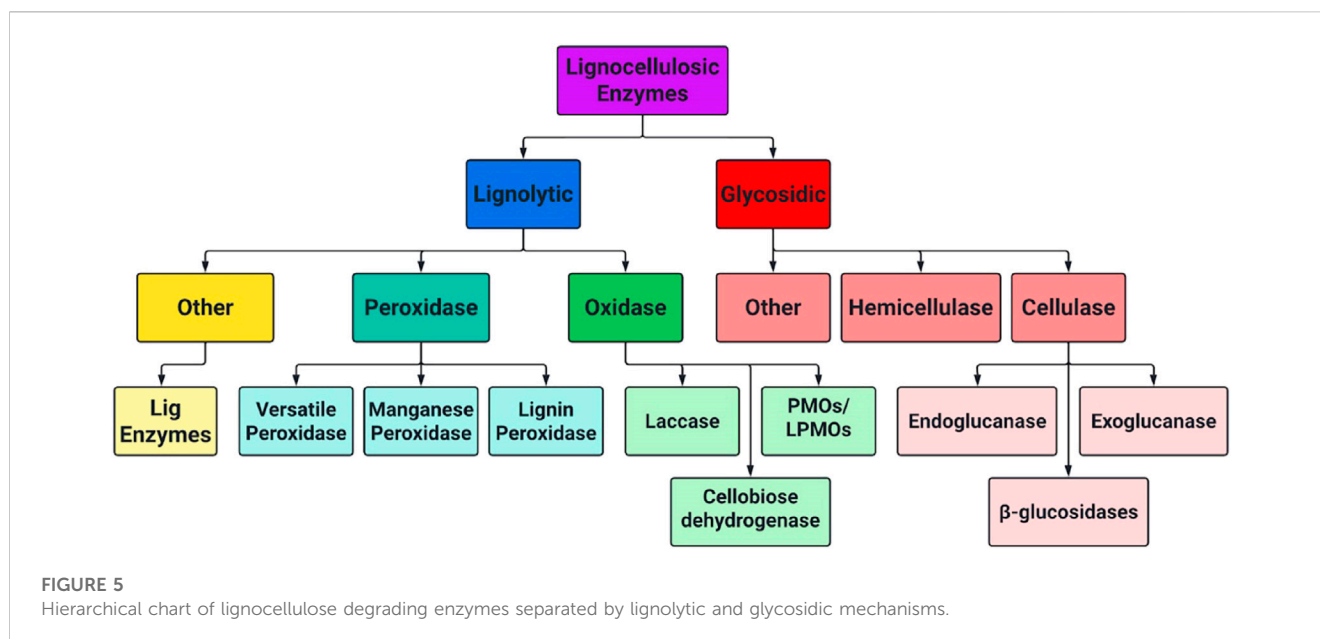 Lignocellulosic
Enzymes
Lignolytic
Glycosidic
Other
Peroxidase
Oxidase
Other
Hemicellulase
Cellulase
Lig
Enzymes
Versatile
Peroxidase
Manganese
Peroxidase
Lignin
Peroxidase
Laccase
PMOs/
LPMOs
Endoglucanase
Exoglucanase
Cellobiose
dehydrogenase
β-glucosidases
FIGURE 5
Hierarchical chart of lignocellulose degrading enzymes separated by lignolytic and glycosidic mechanisms.